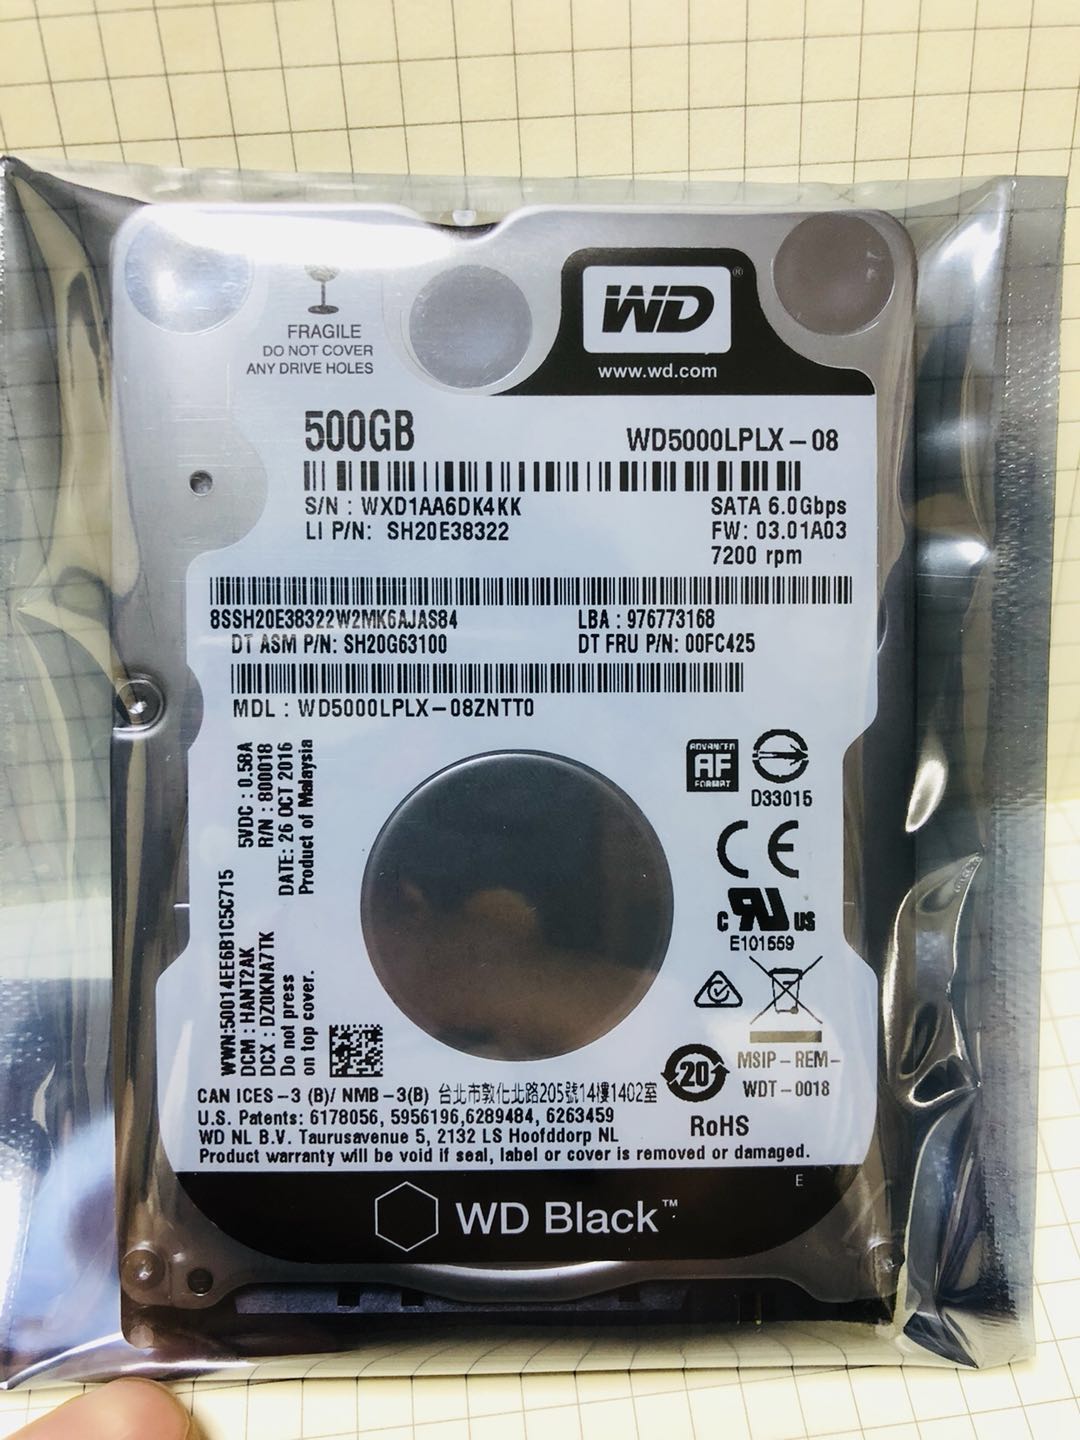 FRAGILE
DO NOT COVER
ANY DRIVE HOLES
WD®
www.wd.com
500GB
WD5000LPLX-08
S/N : WXD1AA6DK4KK
SATA 6.0Gbps
LI P/N: SH20E38322
FW: 03.01A03
7200 rpm
8SSH20E38322W2MK6AJAS84
LBA : 976773168
DT ASM P/N: SH20G63100
DT FRU P/N: 00FC425
MDL : WD5000LPLX-08ZNTT0
5VDC : 0.58A
R/N : 800018
DATE: 26 OCT 2016
Product of Malaysia
WWN:50014EE6B1C5C715
DCM : HANT2AK
DCX : DZ0KNA7TK
Do not press
on top cover.
ADVANCED
AF
FORMAT
D33015
CE
c RU US
E101559
20
MSIP-REM-
WDT-0018
RoHS
CAN ICES-3 (B)/ NMB-3(B) 台北市敦化北路205號14樓1402室
U.S. Patents: 6178056, 5956196,6289484, 6263459
WD NL B.V. Taurusavenue 5, 2132 LS Hoofddorp NL
Product warranty will be void if seal, label or cover is removed or damaged.
E
WD Black™